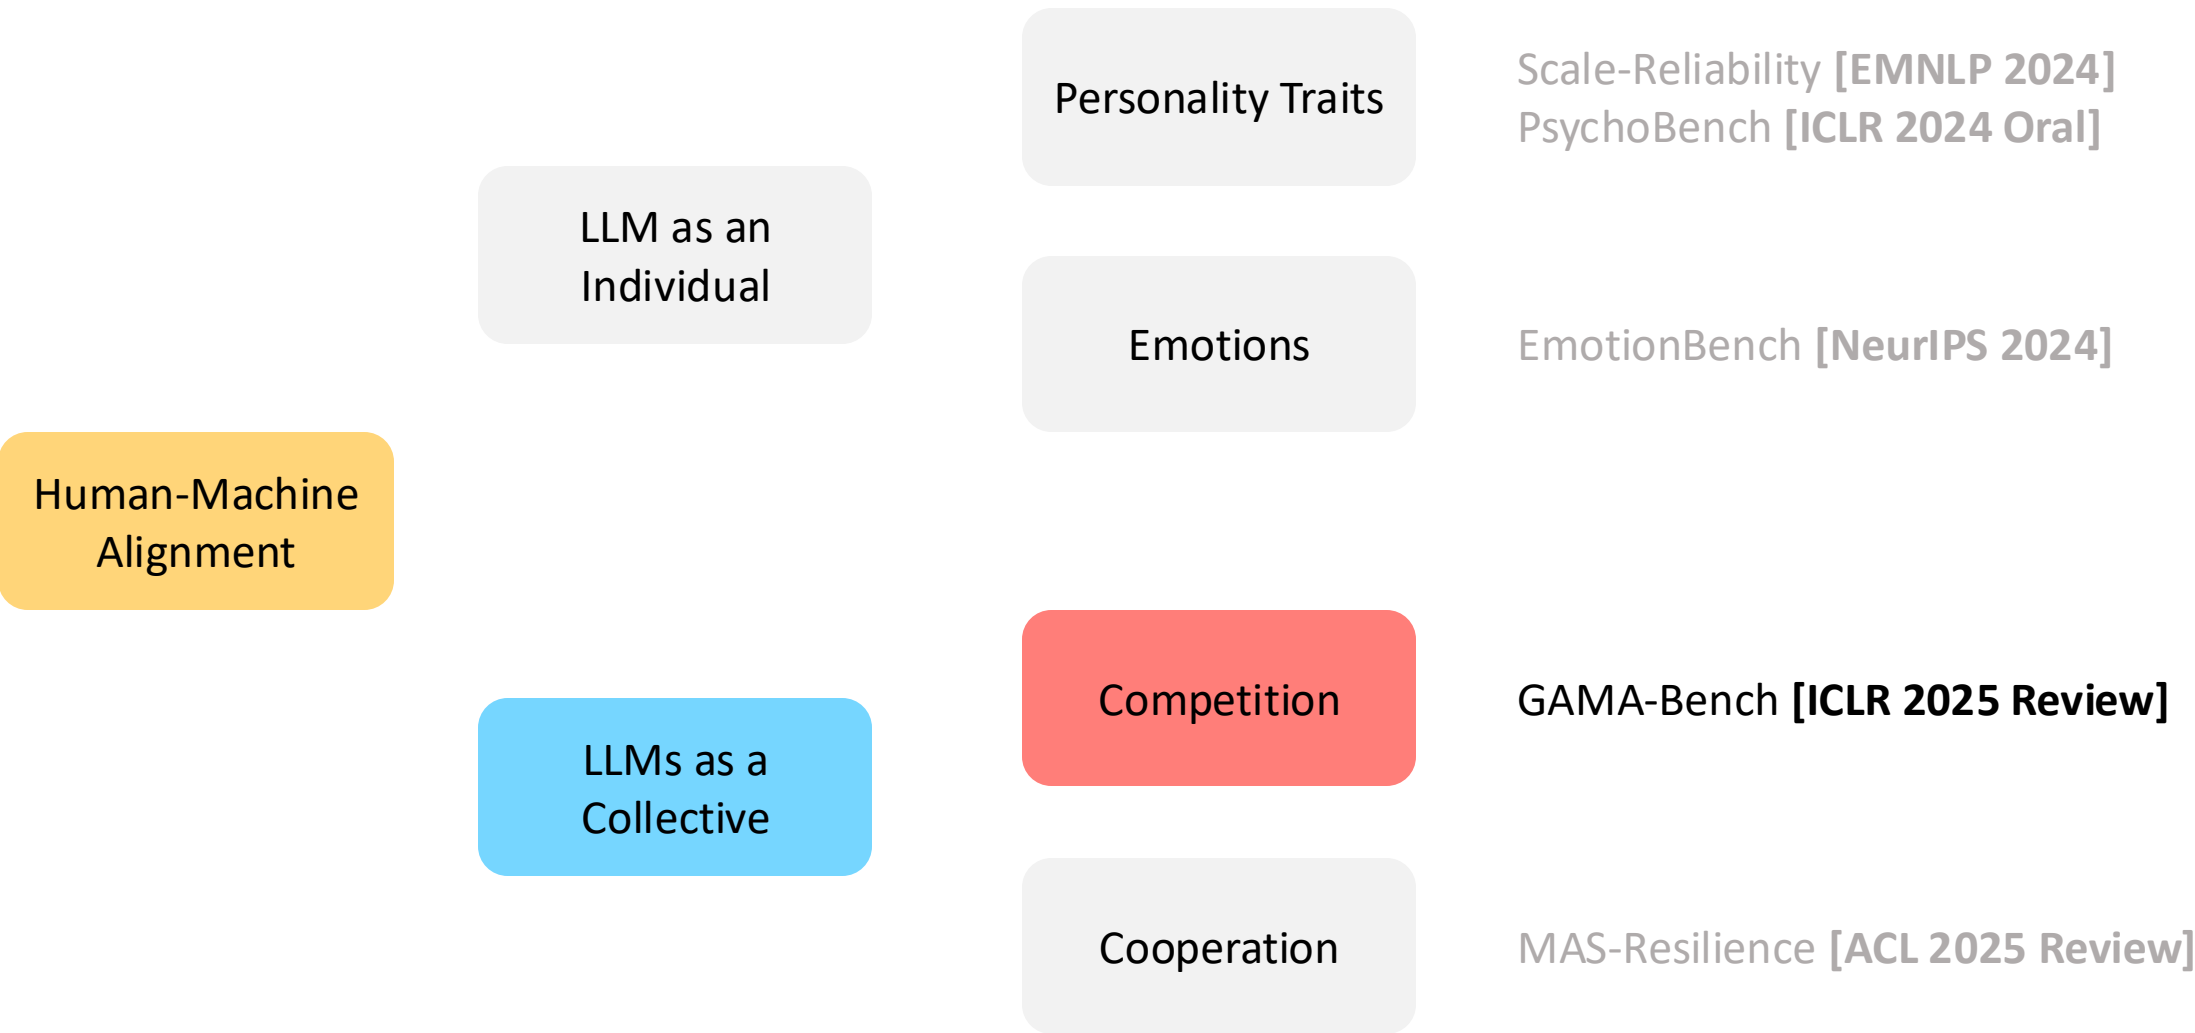 Human-Machine
Alignment
LLM as an
Individual
Personality Traits
Scale-Reliability [EMNLP 2024]
PsychoBench [ICLR 2024 Oral]
Emotions
EmotionBench [NeurIPS 2024]
LLMs as a
Collective
Competition
GAMA-Bench [ICLR 2025 Review]
Cooperation
MAS-Resilience [ACL 2025 Review]